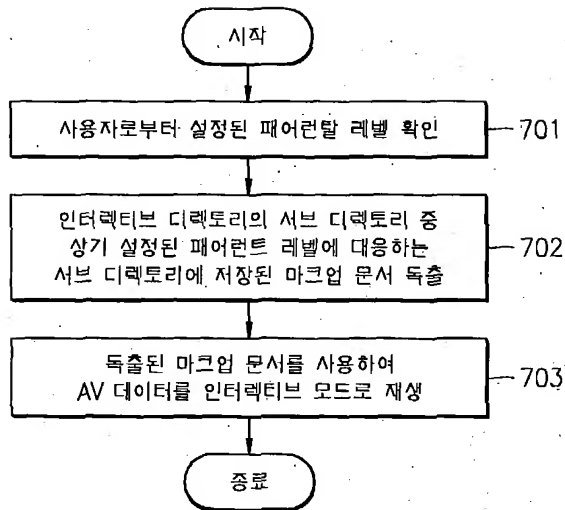 시작
사용자로부터 설정된 패어런탈 레벨 확인
701
인터렉티브 디렉토리의 서브 디렉토리 중
상기 설정된 패어런트 레벨에 대응하는
서브 디렉토리에 저장된 마크업 문서 독출
702
독출된 마크업 문서를 사용하여
AV 데이터를 인터렉티브 모드로 재생
703
종료